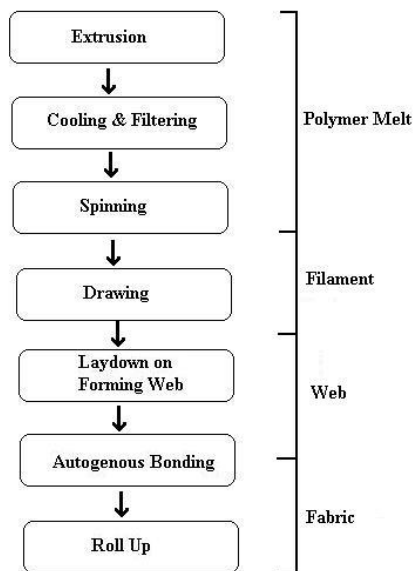 Extrusion
Cooling & Filtering
Polymer Melt
Spinning
Filament
Drawing
Laydown on
Forming Web
Web
Autogenous Bonding
Fabric
Roll Up